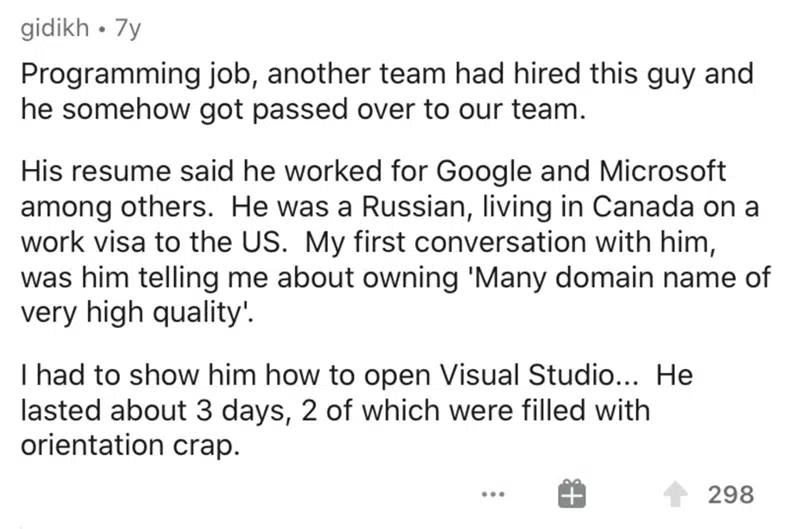 gidikh • 7y
Programming job, another team had hired this guy and
he somehow got passed over to our team.
His resume said he worked for Google and Microsoft
among others.  He was a Russian, living in Canada on a
work visa to the US.  My first conversation with him,
was him telling me about owning 'Many domain name of
very high quality'.
I had to show him how to open Visual Studio...  He
lasted about 3 days, 2 of which were filled with
orientation crap.
298